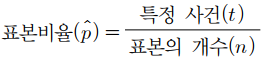 표본비율(p̂) = 특정 사건(t) / 표본의 개수(n)